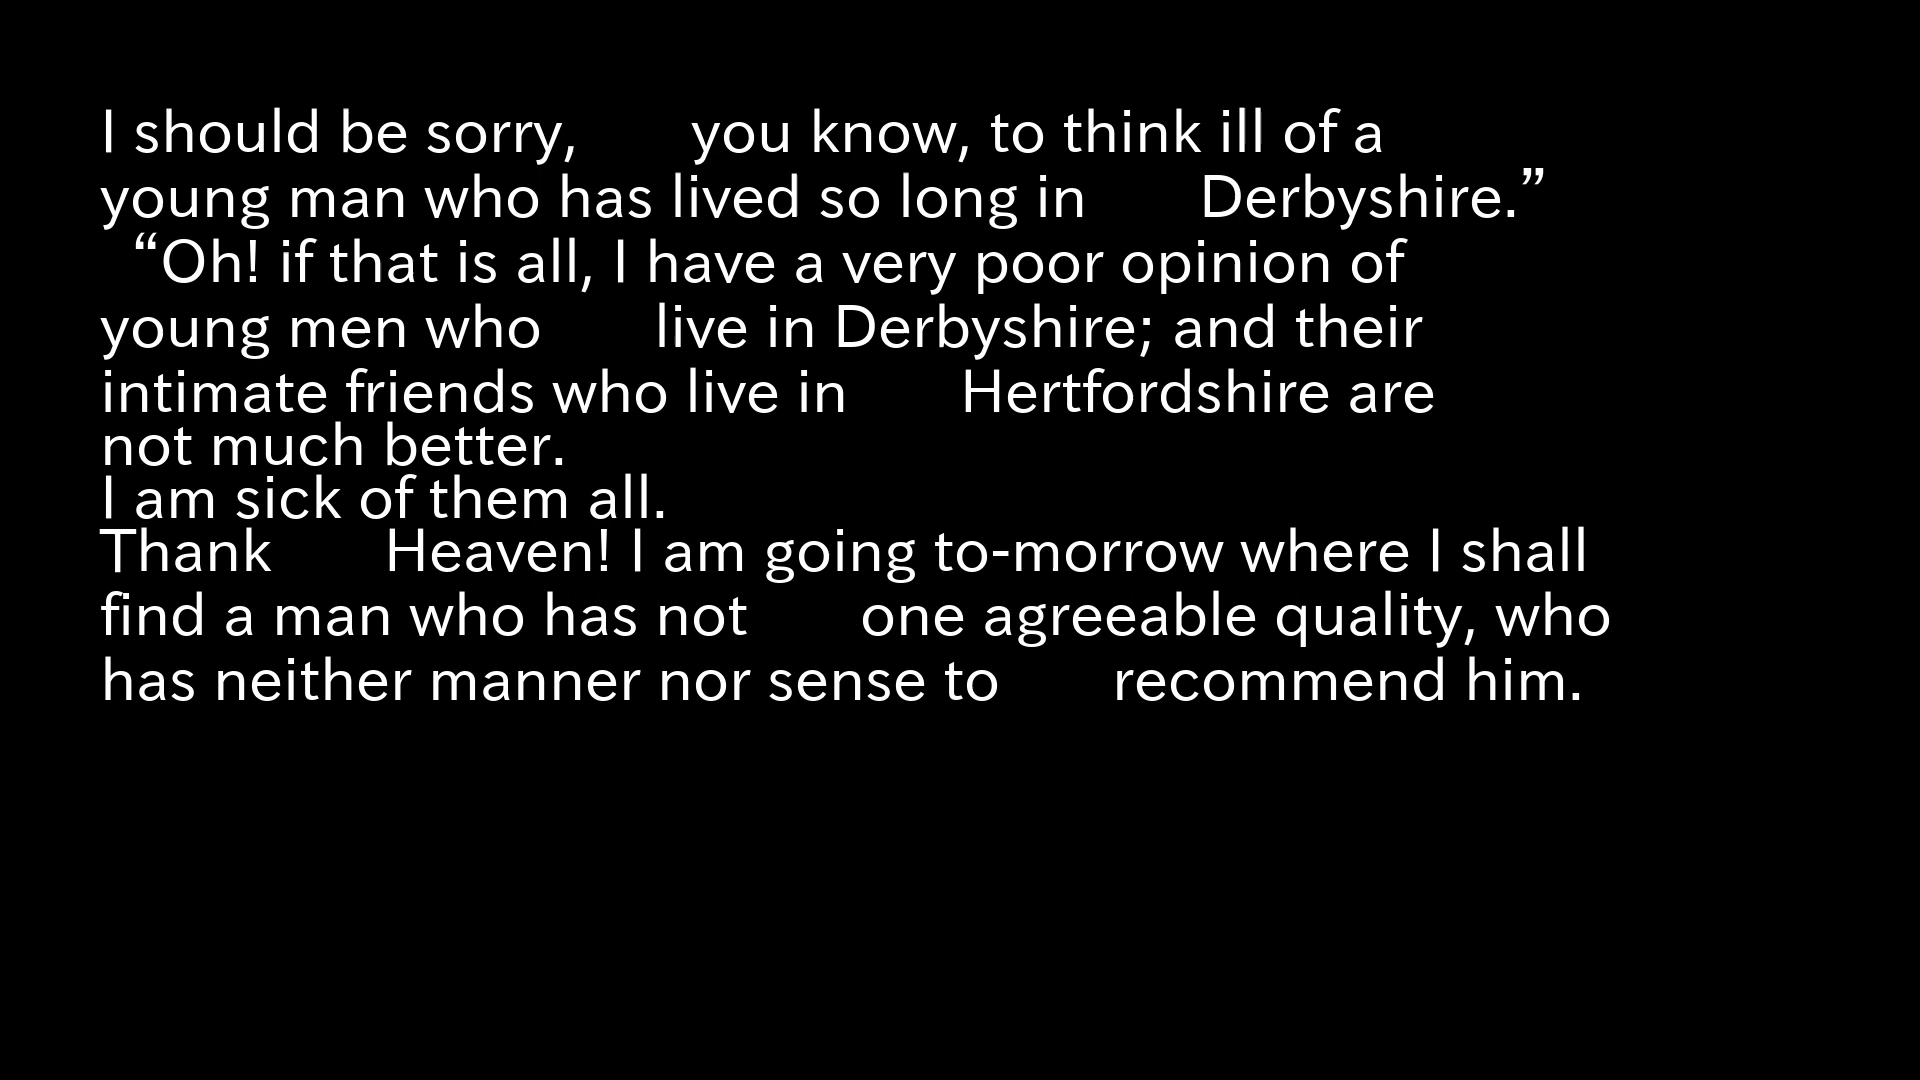 I should be sorry, you know, to think ill of a
young man who has lived so long in Derbyshire.”
“Oh! if that is all, I have a very poor opinion of
young men who live in Derbyshire; and their
intimate friends who live in Hertfordshire are
not much better.
I am sick of them all.
Thank Heaven! I am going to-morrow where I shall
find a man who has not one agreeable quality, who
has neither manner nor sense to recommend him.